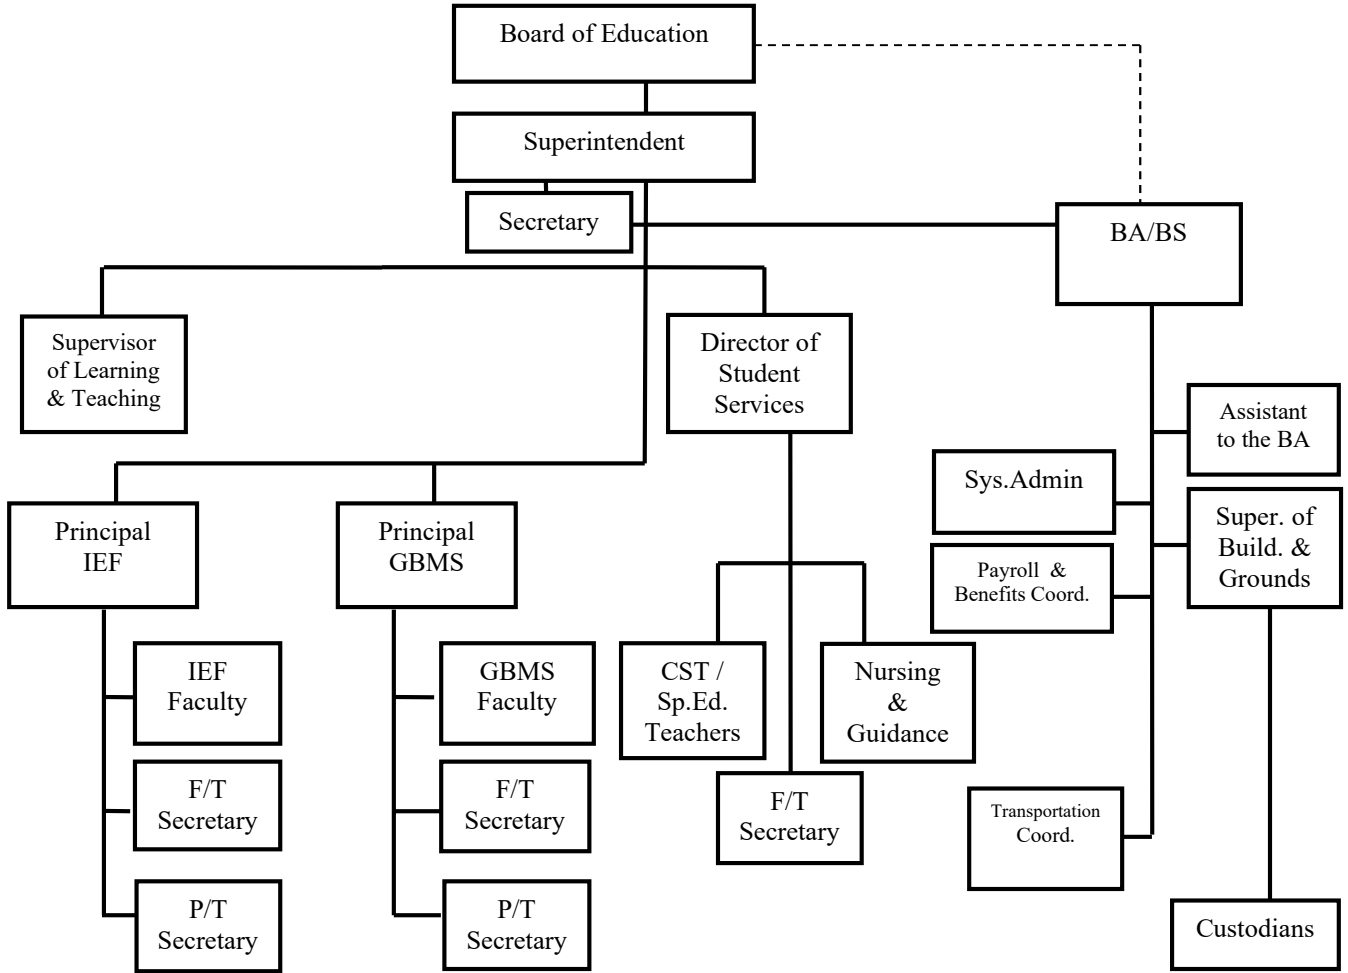 Board of Education
Superintendent
Secretary
BA/BS
Supervisor
of Learning
& Teaching
Director of
Student
Services
Assistant
to the BA
Sys.Admin
Super. of
Build. &
Grounds
Payroll & 
Benefits Coord.
Principal
IEF
Principal
GBMS
IEF
Faculty
GBMS
Faculty
CST /
Sp.Ed.
Teachers
Nursing
&
Guidance
F/T
Secretary
F/T
Secretary
F/T
Secretary
Transportation
Coord.
P/T
Secretary
P/T
Secretary
Custodians